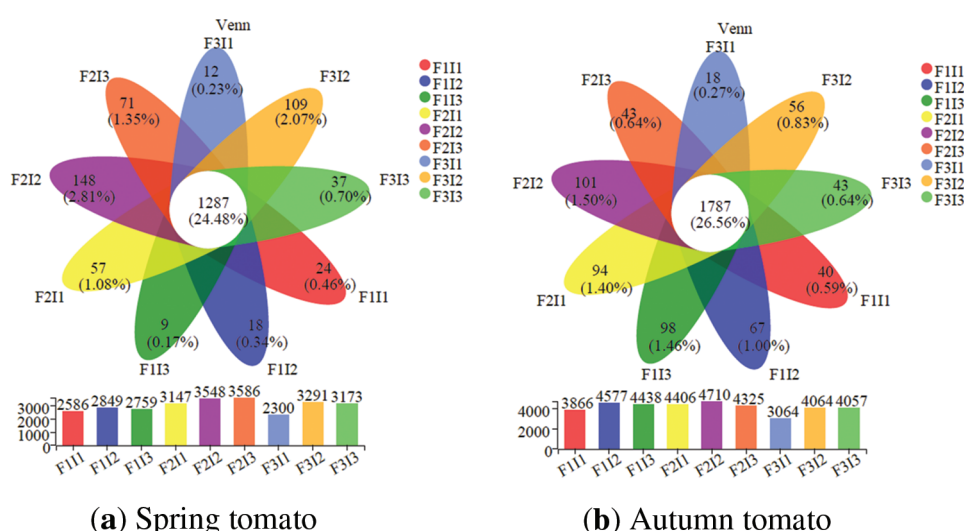 Venn
F3I1
12
(0.23%)
F3I2
109
(2.07%)
F3I3
37
(0.70%)
F1I1
24
(0.46%)
F1I2
18
(0.34%)
F1I3
9
(0.17%)
F2I1
57
(1.08%)
F2I2
148
(2.81%)
F2I3
71
(1.35%)
1287
(24.48%)
F1I1
F1I2
F1I3
F2I1
F2I2
F2I3
F3I1
F3I2
F3I3
3000
2000
1000
0
2586 2849 2759 3147 3548 3586 2300 3291 3173
F1I1 F1I2 F1I3 F2I1 F2I2 F2I3 F3I1 F3I2 F3I3
(a) Spring tomato
Venn
F3I1
18
(0.27%)
F3I2
56
(0.83%)
F3I3
43
(0.64%)
F1I1
40
(0.59%)
F1I2
67
(1.00%)
F1I3
98
(1.46%)
F2I1
94
(1.40%)
F2I2
101
(1.50%)
F2I3
43
(0.64%)
1787
(26.56%)
F1I1
F1I2
F1I3
F2I1
F2I2
F2I3
F3I1
F3I2
F3I3
4000
2000
0
3866 4577 4438 4406 4710 4325 3064 4064 4057
F1I1 F1I2 F1I3 F2I1 F2I2 F2I3 F3I1 F3I2 F3I3
(b) Autumn tomato